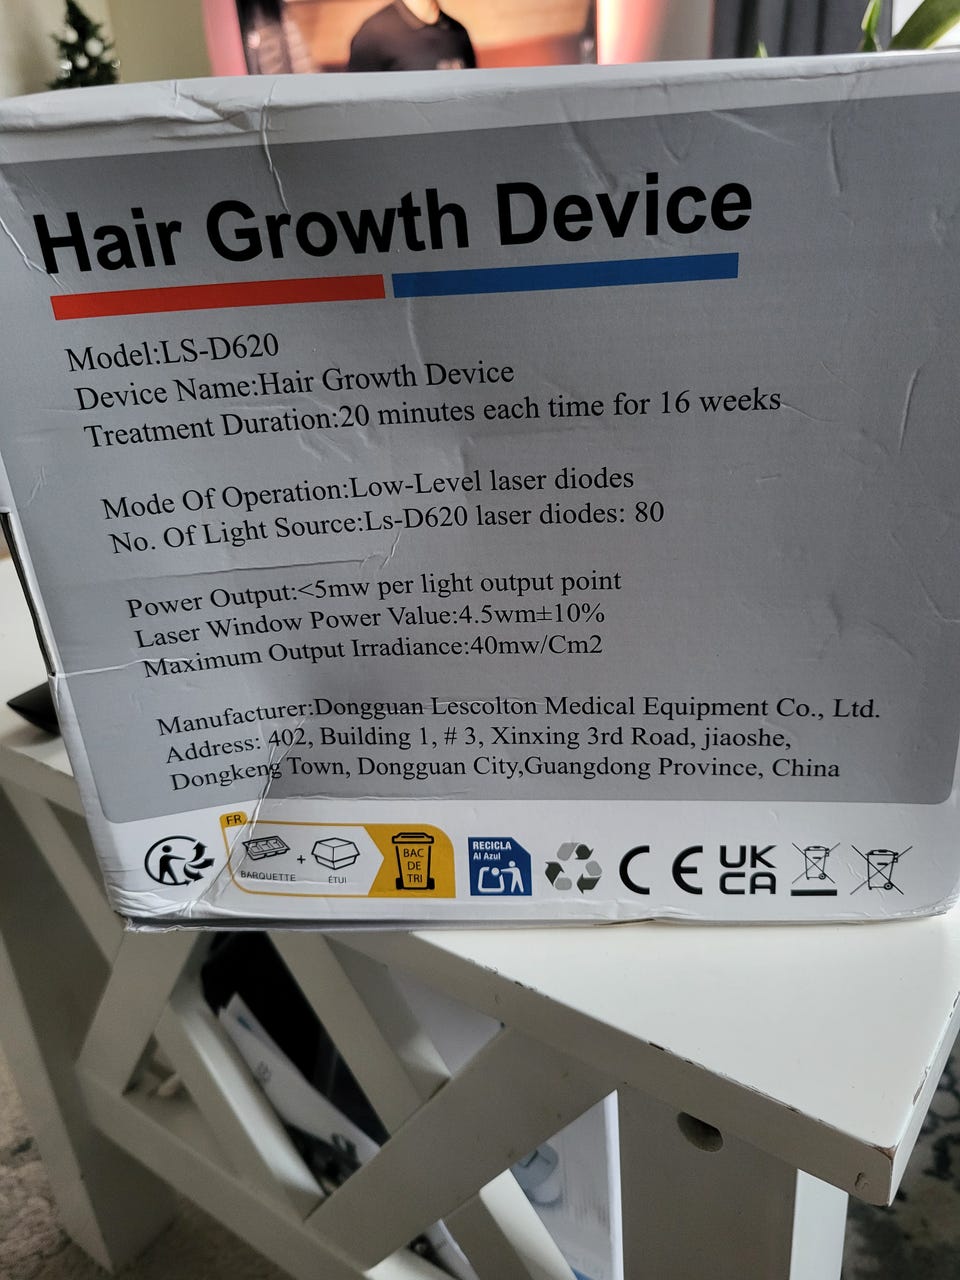 Hair Growth Device
Model:LS-D620
Device Name:Hair Growth Device
Treatment Duration:20 minutes each time for 16 weeks
Mode Of Operation:Low-Level laser diodes
No. Of Light Source:Ls-D620 laser diodes: 80
Power Output:<5mw per light output point
Laser Window Power Value:4.5wm±10%
Maximum Output Irradiance:40mw/Cm2
Manufacturer:Dongguan Lescolton Medical Equipment Co., Ltd.
Address: 402, Building 1, # 3, Xinxing 3rd Road, jiaoshe,
Dongkeng Town, Dongguan City,Guangdong Province, China
FR
BARQUETTE
+
ÉTUI
BAC
DE
TRI
RECICLA
Al Azul
CE
UK
CA